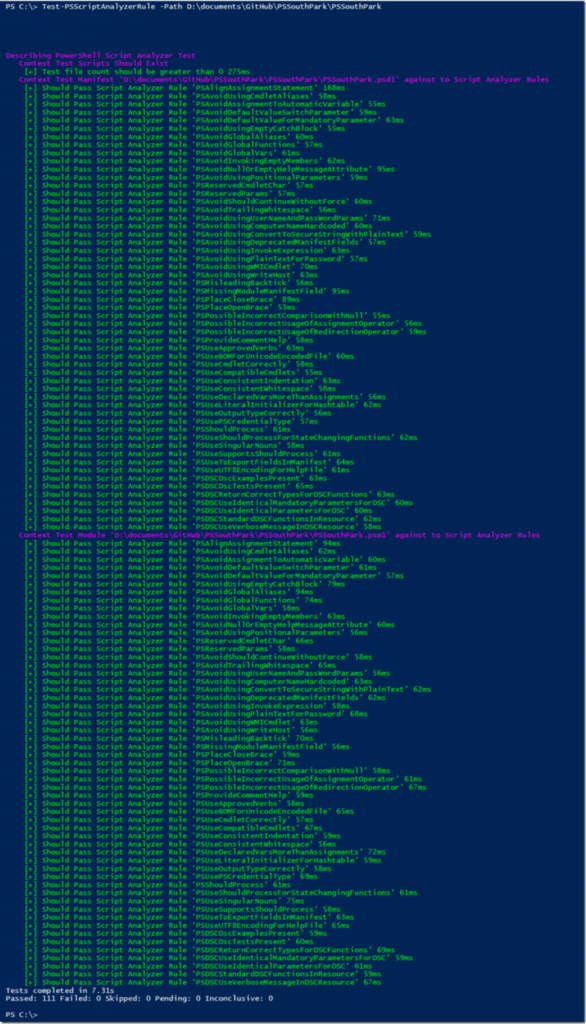 PS C:\> Test-PSScriptAnalyzerRule -Path D:\documents\GitHub\PSSouthPark\PSSouthPark
Describing PowerShell Script Analyzer Test
Context Test Scripts Should Exist
[+] Test file count should be greater than 0 275ms
Context Test Manifest 'D:\documents\GitHub\PSSouthPark\PSSouthPark\PSSouthPark.psd1' against to Script Analyzer Rules
[+] Should Pass Script Analyzer Rule 'PSAlignAssignmentStatement' 168ms
[+] Should Pass Script Analyzer Rule 'PSAvoidUsingCmdletAliases' 58ms
[+] Should Pass Script Analyzer Rule 'PSAvoidAssignmentToAutomaticVariable' 55ms
[+] Should Pass Script Analyzer Rule 'PSAvoidDefaultValueSwitchParameter' 59ms
[+] Should Pass Script Analyzer Rule 'PSAvoidDefaultValueForMandatoryParameter' 63ms
[+] Should Pass Script Analyzer Rule 'PSAvoidUsingEmptyCatchBlock' 55ms
[+] Should Pass Script Analyzer Rule 'PSAvoidGlobalAliases' 60ms
[+] Should Pass Script Analyzer Rule 'PSAvoidGlobalFunctions' 57ms
[+] Should Pass Script Analyzer Rule 'PSAvoidGlobalVars' 61ms
[+] Should Pass Script Analyzer Rule 'PSAvoidInvokingEmptyMembers' 62ms
[+] Should Pass Script Analyzer Rule 'PSAvoidNullOrEmptyHelpMessageAttribute' 95ms
[+] Should Pass Script Analyzer Rule 'PSAvoidUsingPositionalParameters' 59ms
[+] Should Pass Script Analyzer Rule 'PSReservedCmdletChar' 57ms
[+] Should Pass Script Analyzer Rule 'PSReservedParams' 57ms
[+] Should Pass Script Analyzer Rule 'PSAvoidShouldContinueWithoutForce' 60ms
[+] Should Pass Script Analyzer Rule 'PSAvoidTrailingWhitespace' 56ms
[+] Should Pass Script Analyzer Rule 'PSAvoidUsingUserNameAndPassWordParams' 71ms
[+] Should Pass Script Analyzer Rule 'PSAvoidUsingComputerNameHardcoded' 60ms
[+] Should Pass Script Analyzer Rule 'PSAvoidUsingConvertToSecureStringWithPlainText' 59ms
[+] Should Pass Script Analyzer Rule 'PSAvoidUsingDeprecatedManifestFields' 57ms
[+] Should Pass Script Analyzer Rule 'PSAvoidUsingInvokeExpression' 63ms
[+] Should Pass Script Analyzer Rule 'PSAvoidUsingPlainTextForPassword' 57ms
[+] Should Pass Script Analyzer Rule 'PSAvoidUsingWMICmdlet' 70ms
[+] Should Pass Script Analyzer Rule 'PSAvoidUsingWriteHost' 63ms
[+] Should Pass Script Analyzer Rule 'PSMisleadingBacktick' 56ms
[+] Should Pass Script Analyzer Rule 'PSMissingModuleManifestField' 95ms
[+] Should Pass Script Analyzer Rule 'PSPlaceCloseBrace' 89ms
[+] Should Pass Script Analyzer Rule 'PSPlaceOpenBrace' 53ms
[+] Should Pass Script Analyzer Rule 'PSPossibleIncorrectComparisonWithNull' 55ms
[+] Should Pass Script Analyzer Rule 'PSPossibleIncorrectUsageOfAssignmentOperator' 56ms
[+] Should Pass Script Analyzer Rule 'PSPossibleIncorrectUsageOfRedirectionOperator' 59ms
[+] Should Pass Script Analyzer Rule 'PSProvideCommentHelp' 58ms
[+] Should Pass Script Analyzer Rule 'PSUseApprovedVerbs' 63ms
[+] Should Pass Script Analyzer Rule 'PSUseBOMForUnicodeEncodedFile' 60ms
[+] Should Pass Script Analyzer Rule 'PSUseCmdletCorrectly' 58ms
[+] Should Pass Script Analyzer Rule 'PSUseCompatibleCmdlets' 55ms
[+] Should Pass Script Analyzer Rule 'PSUseConsistentIndentation' 63ms
[+] Should Pass Script Analyzer Rule 'PSUseConsistentWhitespace' 58ms
[+] Should Pass Script Analyzer Rule 'PSUseDeclaredVarsMoreThanAssignments' 56ms
[+] Should Pass Script Analyzer Rule 'PSUseLiteralInitializerForHashtable' 62ms
[+] Should Pass Script Analyzer Rule 'PSUseOutputTypeCorrectly' 56ms
[+] Should Pass Script Analyzer Rule 'PSUsePSCredentialType' 57ms
[+] Should Pass Script Analyzer Rule 'PSShouldProcess' 61ms
[+] Should Pass Script Analyzer Rule 'PSUseShouldProcessForStateChangingFunctions' 62ms
[+] Should Pass Script Analyzer Rule 'PSUseSingularNouns' 58ms
[+] Should Pass Script Analyzer Rule 'PSUseSupportsShouldProcess' 61ms
[+] Should Pass Script Analyzer Rule 'PSUseToExportFieldsInManifest' 64ms
[+] Should Pass Script Analyzer Rule 'PSUseUTF8EncodingForHelpFile' 61ms
[+] Should Pass Script Analyzer Rule 'PSDSCDscExamplesPresent' 63ms
[+] Should Pass Script Analyzer Rule 'PSDSCDscTestsPresent' 65ms
[+] Should Pass Script Analyzer Rule 'PSDSCReturnCorrectTypesForDSCFunctions' 63ms
[+] Should Pass Script Analyzer Rule 'PSDSCUseIdenticalMandatoryParametersForDSC' 60ms
[+] Should Pass Script Analyzer Rule 'PSDSCUseIdenticalParametersForDSC' 60ms
[+] Should Pass Script Analyzer Rule 'PSDSCStandardDSCFunctionsInResource' 62ms
[+] Should Pass Script Analyzer Rule 'PSDSCUseVerboseMessageInDSCResource' 58ms
Context Test Module 'D:\documents\GitHub\PSSouthPark\PSSouthPark\PSSouthPark.psm1' against to Script Analyzer Rules
[+] Should Pass Script Analyzer Rule 'PSAlignAssignmentStatement' 94ms
[+] Should Pass Script Analyzer Rule 'PSAvoidUsingCmdletAliases' 62ms
[+] Should Pass Script Analyzer Rule 'PSAvoidAssignmentToAutomaticVariable' 60ms
[+] Should Pass Script Analyzer Rule 'PSAvoidDefaultValueSwitchParameter' 61ms
[+] Should Pass Script Analyzer Rule 'PSAvoidDefaultValueForMandatoryParameter' 57ms
[+] Should Pass Script Analyzer Rule 'PSAvoidUsingEmptyCatchBlock' 79ms
[+] Should Pass Script Analyzer Rule 'PSAvoidGlobalAliases' 94ms
[+] Should Pass Script Analyzer Rule 'PSAvoidGlobalFunctions' 74ms
[+] Should Pass Script Analyzer Rule 'PSAvoidGlobalVars' 58ms
[+] Should Pass Script Analyzer Rule 'PSAvoidInvokingEmptyMembers' 63ms
[+] Should Pass Script Analyzer Rule 'PSAvoidNullOrEmptyHelpMessageAttribute' 60ms
[+] Should Pass Script Analyzer Rule 'PSAvoidUsingPositionalParameters' 56ms
[+] Should Pass Script Analyzer Rule 'PSReservedCmdletChar' 66ms
[+] Should Pass Script Analyzer Rule 'PSReservedParams' 58ms
[+] Should Pass Script Analyzer Rule 'PSAvoidShouldContinueWithoutForce' 58ms
[+] Should Pass Script Analyzer Rule 'PSAvoidTrailingWhitespace' 65ms
[+] Should Pass Script Analyzer Rule 'PSAvoidUsingUserNameAndPassWordParams' 56ms
[+] Should Pass Script Analyzer Rule 'PSAvoidUsingComputerNameHardcoded' 63ms
[+] Should Pass Script Analyzer Rule 'PSAvoidUsingConvertToSecureStringWithPlainText' 62ms
[+] Should Pass Script Analyzer Rule 'PSAvoidUsingDeprecatedManifestFields' 62ms
[+] Should Pass Script Analyzer Rule 'PSAvoidUsingInvokeExpression' 58ms
[+] Should Pass Script Analyzer Rule 'PSAvoidUsingPlainTextForPassword' 68ms
[+] Should Pass Script Analyzer Rule 'PSAvoidUsingWMICmdlet' 63ms
[+] Should Pass Script Analyzer Rule 'PSAvoidUsingWriteHost' 56ms
[+] Should Pass Script Analyzer Rule 'PSMisleadingBacktick' 70ms
[+] Should Pass Script Analyzer Rule 'PSMissingModuleManifestField' 56ms
[+] Should Pass Script Analyzer Rule 'PSPlaceCloseBrace' 59ms
[+] Should Pass Script Analyzer Rule 'PSPlaceOpenBrace' 71ms
[+] Should Pass Script Analyzer Rule 'PSPossibleIncorrectComparisonWithNull' 58ms
[+] Should Pass Script Analyzer Rule 'PSPossibleIncorrectUsageOfAssignmentOperator' 61ms
[+] Should Pass Script Analyzer Rule 'PSPossibleIncorrectUsageOfRedirectionOperator' 67ms
[+] Should Pass Script Analyzer Rule 'PSProvideCommentHelp' 59ms
[+] Should Pass Script Analyzer Rule 'PSUseApprovedVerbs' 58ms
[+] Should Pass Script Analyzer Rule 'PSUseBOMForUnicodeEncodedFile' 65ms
[+] Should Pass Script Analyzer Rule 'PSUseCmdletCorrectly' 57ms
[+] Should Pass Script Analyzer Rule 'PSUseCompatibleCmdlets' 67ms
[+] Should Pass Script Analyzer Rule 'PSUseConsistentIndentation' 59ms
[+] Should Pass Script Analyzer Rule 'PSUseConsistentWhitespace' 56ms
[+] Should Pass Script Analyzer Rule 'PSUseDeclaredVarsMoreThanAssignments' 72ms
[+] Should Pass Script Analyzer Rule 'PSUseLiteralInitializerForHashtable' 59ms
[+] Should Pass Script Analyzer Rule 'PSUseOutputTypeCorrectly' 58ms
[+] Should Pass Script Analyzer Rule 'PSUsePSCredentialType' 69ms
[+] Should Pass Script Analyzer Rule 'PSShouldProcess' 61ms
[+] Should Pass Script Analyzer Rule 'PSUseShouldProcessForStateChangingFunctions' 61ms
[+] Should Pass Script Analyzer Rule 'PSUseSingularNouns' 75ms
[+] Should Pass Script Analyzer Rule 'PSUseSupportsShouldProcess' 58ms
[+] Should Pass Script Analyzer Rule 'PSUseToExportFieldsInManifest' 63ms
[+] Should Pass Script Analyzer Rule 'PSUseUTF8EncodingForHelpFile' 65ms
[+] Should Pass Script Analyzer Rule 'PSDSCDscExamplesPresent' 59ms
[+] Should Pass Script Analyzer Rule 'PSDSCDscTestsPresent' 60ms
[+] Should Pass Script Analyzer Rule 'PSDSCReturnCorrectTypesForDSCFunctions' 69ms
[+] Should Pass Script Analyzer Rule 'PSDSCUseIdenticalMandatoryParametersForDSC' 59ms
[+] Should Pass Script Analyzer Rule 'PSDSCUseIdenticalParametersForDSC' 61ms
[+] Should Pass Script Analyzer Rule 'PSDSCStandardDSCFunctionsInResource' 59ms
[+] Should Pass Script Analyzer Rule 'PSDSCUseVerboseMessageInDSCResource' 67ms
Tests completed in 7.31s
Passed: 111 Failed: 0 Skipped: 0 Pending: 0 Inconclusive: 0
PS C:\>